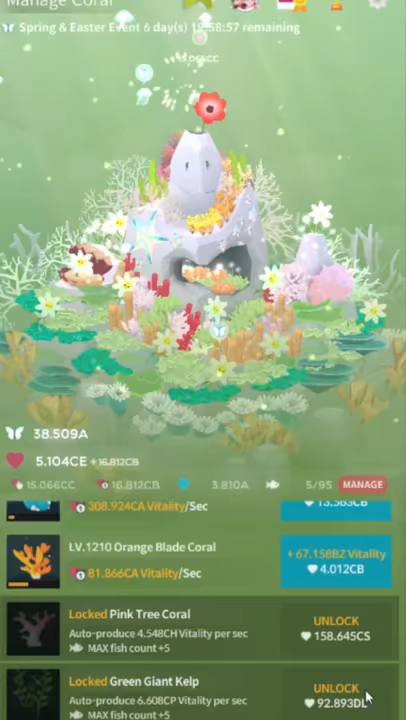 Manage Coral
Spring & Easter Event 6 day(s) 19:58:57 remaining
38.509A
5.104CE +16.812CB
15.066CC 16.812CB 3.810A 5/95 MANAGE
308.924CA Vitality/Sec
13.563CB
LV.1210 Orange Blade Coral
+67.158BZ Vitality
81.866CA Vitality/Sec
4.012CB
Locked Pink Tree Coral
UNLOCK
Auto-produce 4.548CH Vitality per sec
158.645CS
MAX fish count +5
Locked Green Giant Kelp
UNLOCK
Auto-produce 6.608CP Vitality per sec
92.893DL
MAX fish count +5